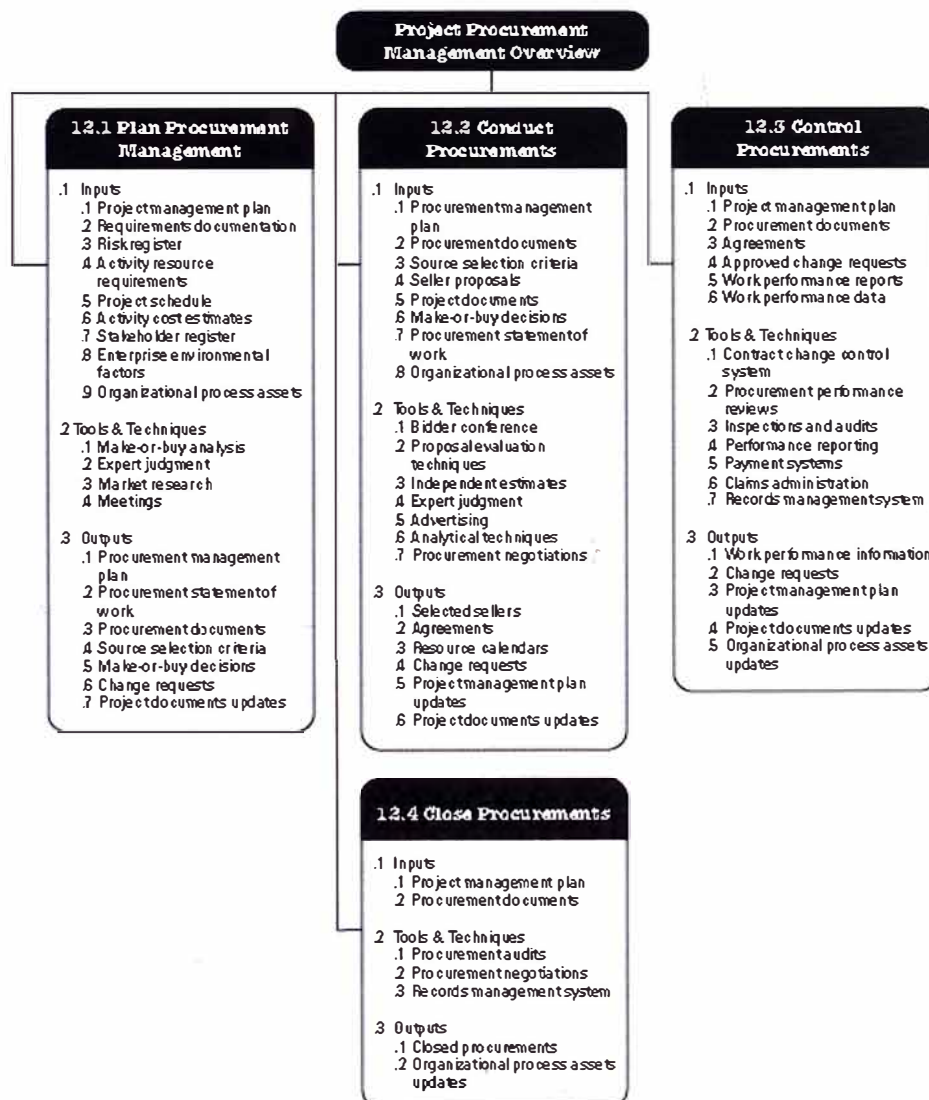 Project Procurement
Management Overview
12.1 Plan Procurement
Management
.1 Inputs
.1 Project management plan
.2 Requirements documentation
.3 Risk register
.4 Activity resource
requirements
.5 Project schedule
.6 Activity cost estimates
.7 Stakeholder register
.8 Enterprise environmental
factors
.9 Organizational process assets
.2 Tools & Techniques
.1 Make-or-buy analysis
.2 Expert judgment
.3 Market research
.4 Meetings
.3 Outputs
.1 Procurement management
plan
.2 Procurement statement of
work
.3 Procurement documents
.4 Source selection criteria
.5 Make-or-buy decisions
.6 Change requests
.7 Project documents updates
12.2 Conduct
Procurements
.1 Inputs
.1 Procurement management
plan
.2 Procurement documents
.3 Source selection criteria
.4 Seller proposals
.5 Project documents
.6 Make-or-buy decisions
.7 Procurement statement of
work
.8 Organizational process assets
.2 Tools & Techniques
.1 Bidder conference
.2 Proposal evaluation
techniques
.3 Independent estimates
.4 Expert judgment
.5 Advertising
.6 Analytical techniques
.7 Procurement negotiations
.3 Outputs
.1 Selected sellers
.2 Agreements
.3 Resource calendars
.4 Change requests
.5 Project management plan
updates
.6 Project documents updates
12.3 Control
Procurements
.1 Inputs
.1 Project management plan
.2 Procurement documents
.3 Agreements
.4 Approved change requests
.5 Work performance reports
.6 Work performance data
.2 Tools & Techniques
.1 Contract change control
system
.2 Procurement performance
reviews
.3 Inspections and audits
.4 Performance reporting
.5 Payment systems
.6 Claims administration
.7 Records management system
.3 Outputs
.1 Work performance information
.2 Change requests
.3 Project management plan
updates
.4 Project documents updates
.5 Organizational process assets
updates
12.4 Close Procurements
.1 Inputs
.1 Project management plan
.2 Procurement documents
.2 Tools & Techniques
.1 Procurement audits
.2 Procurement negotiations
.3 Records management system
.3 Outputs
.1 Closed procurements
.2 Organizational process assets
updates